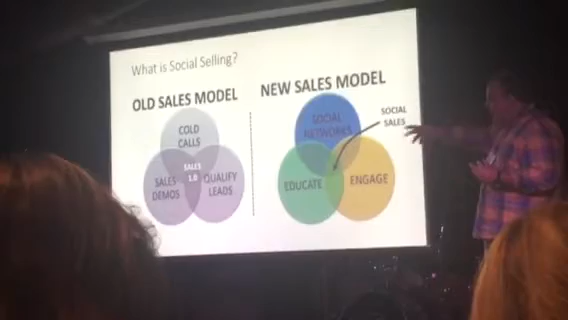 What is Social Selling?
OLD SALES MODEL
COLD
CALLS
SALES
1.0
SALES
DEMOS
QUALIFY
LEADS
NEW SALES MODEL
SOCIAL
NETWORKS
SOCIAL
SALES
EDUCATE
ENGAGE